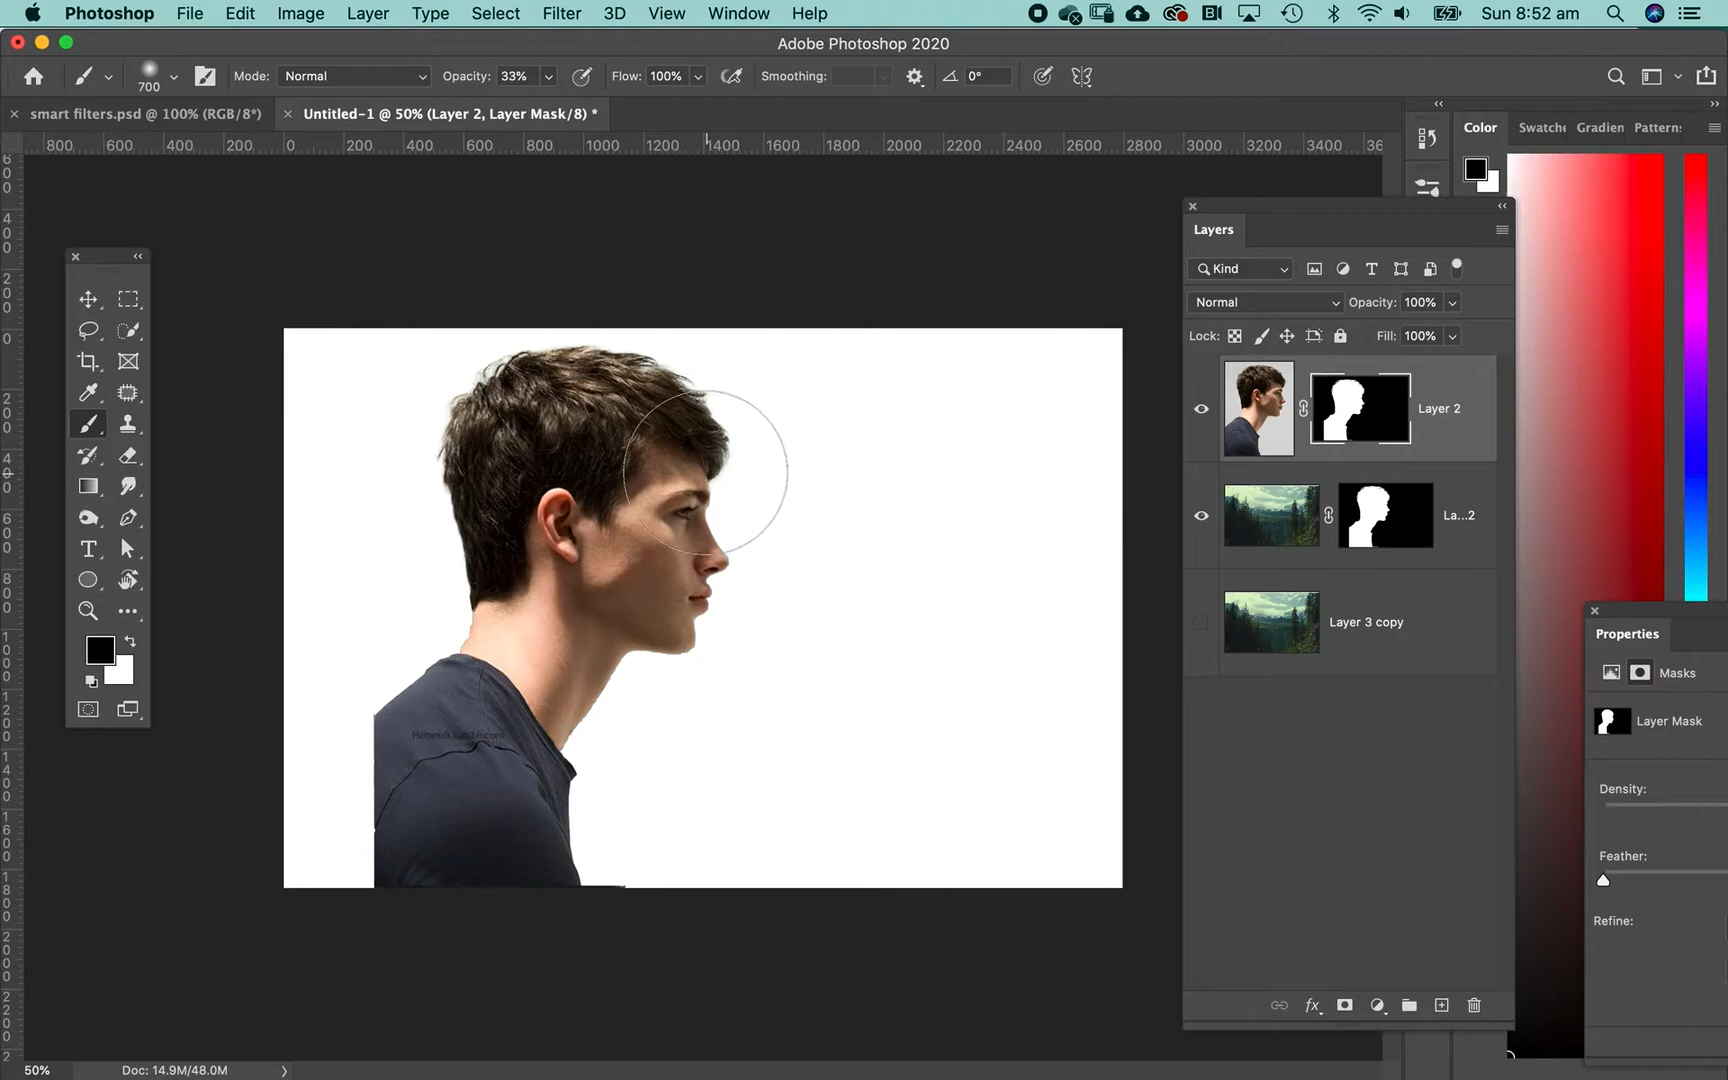 Photoshop File Edit Image Layer Type Select Filter 3D View Window Help Sun 8:52 am
Adobe Photoshop 2020
700 Mode: Normal Opacity: 33% Flow: 100% Smoothing: 0°
smart filters.psd @ 100% (RGB/8*) Untitled-1 @ 50% (Layer 2, Layer Mask/8) *
800 600 400 200 0 200 400 600 800 1000 1200 1400 1600 1800 2000 2200 2400 2600 2800 3000 3200 3400
Color Swatche Gradien Pattern:
Layers
Kind
Normal Opacity: 100%
Lock: Fill: 100%
Layer 2
La...2
Layer 3 copy
Properties
Masks
Layer Mask
Density:
Feather:
Refine:
50% Doc: 14.9M/48.0M